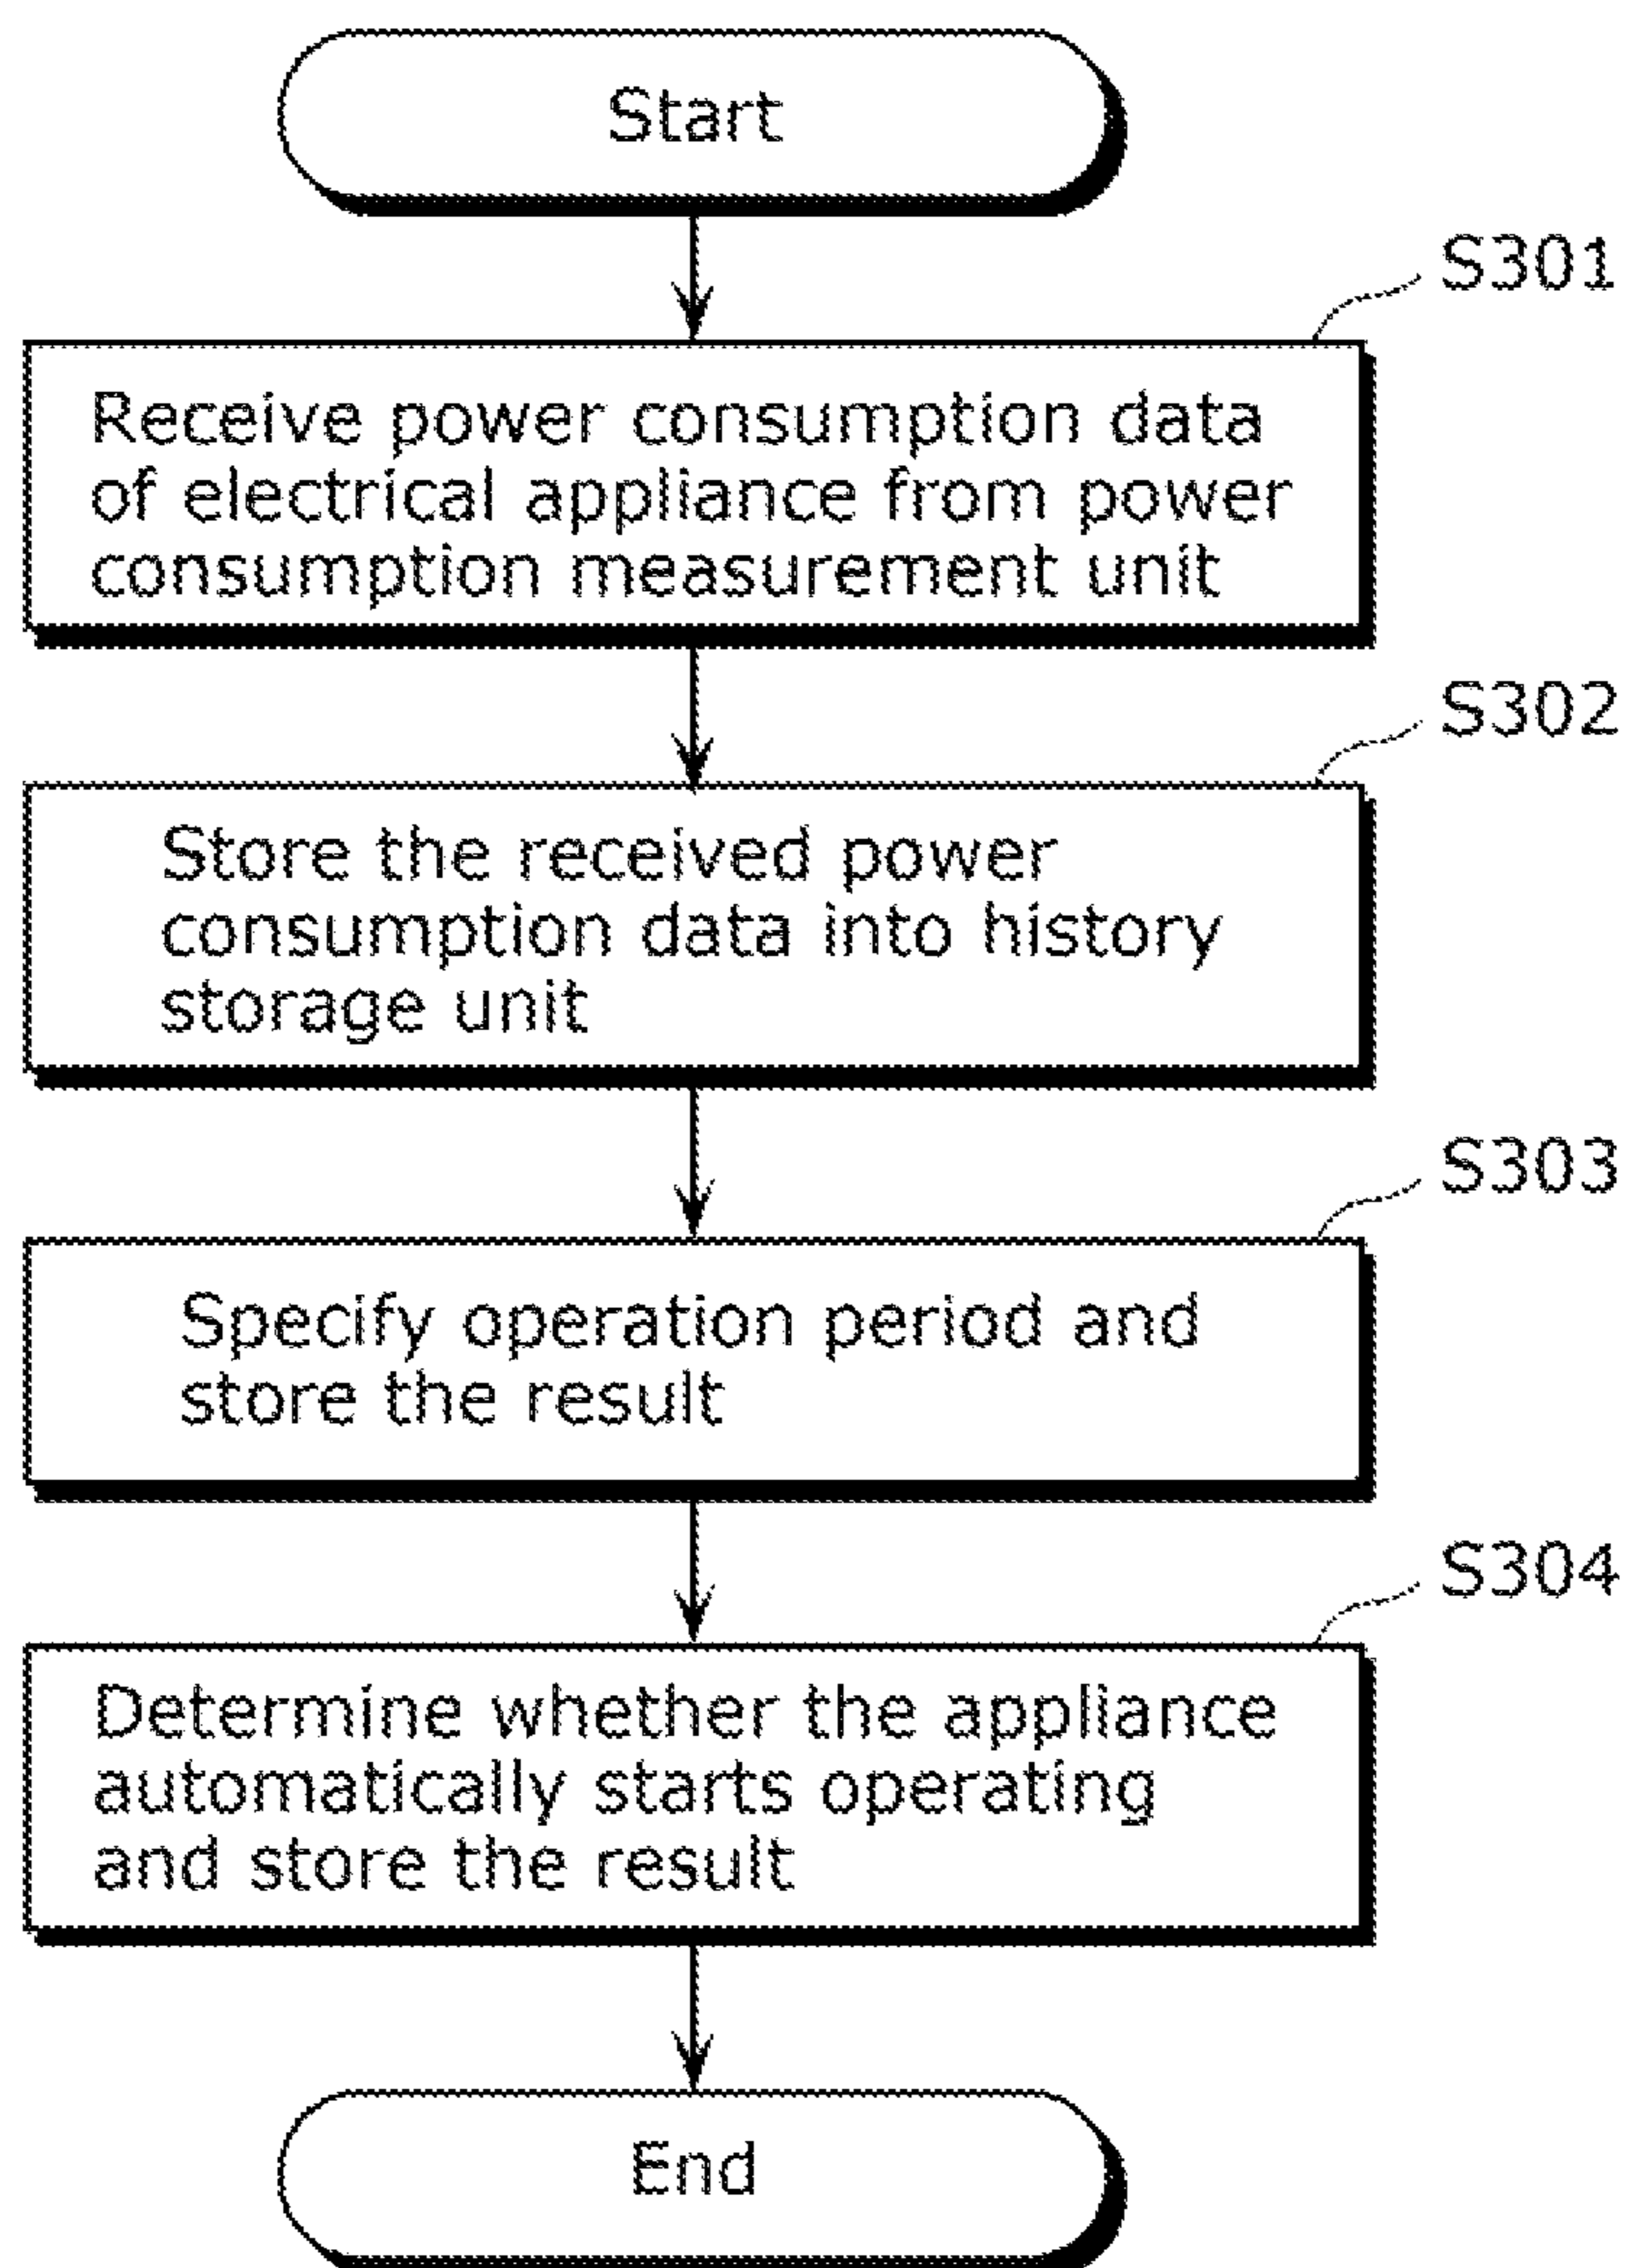 Start
S301
Receive power consumption data
of electrical appliance from power
consumption measurement unit
S302
Store the received power
consumption data into history
storage unit
S303
Specify operation period and
store the result
S304
Determine whether the appliance
automatically starts operating
and store the result
End